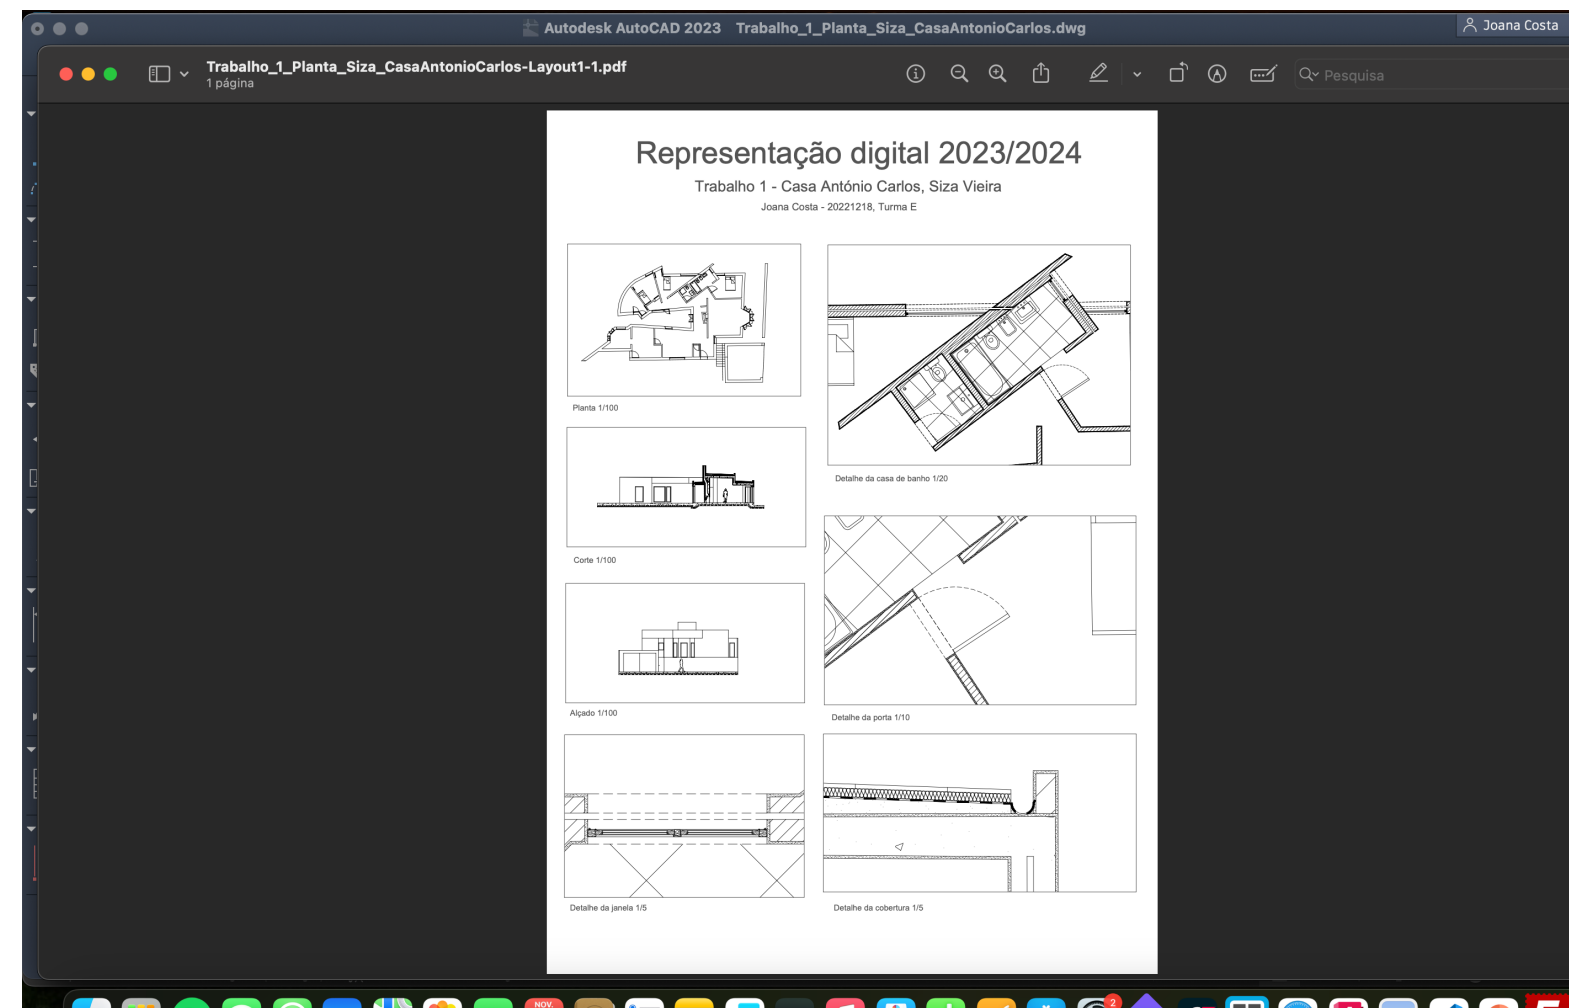 Autodesk AutoCAD 2023 Trabalho_1_Planta_Siza_CasaAntonioCarlos.dwg
Joana Costa
Trabalho_1_Planta_Siza_CasaAntonioCarlos-Layout1-1.pdf
1 página
Pesquisa
Representação digital 2023/2024
Trabalho 1 - Casa António Carlos, Siza Vieira
Joana Costa - 20221218, Turma E
Planta 1/100
Detalhe da casa de banho 1/20
Corte 1/100
Alçado 1/100
Detalhe da porta 1/10
Detalhe da janela 1/5
Detalhe da cobertura 1/5
NOV.
2